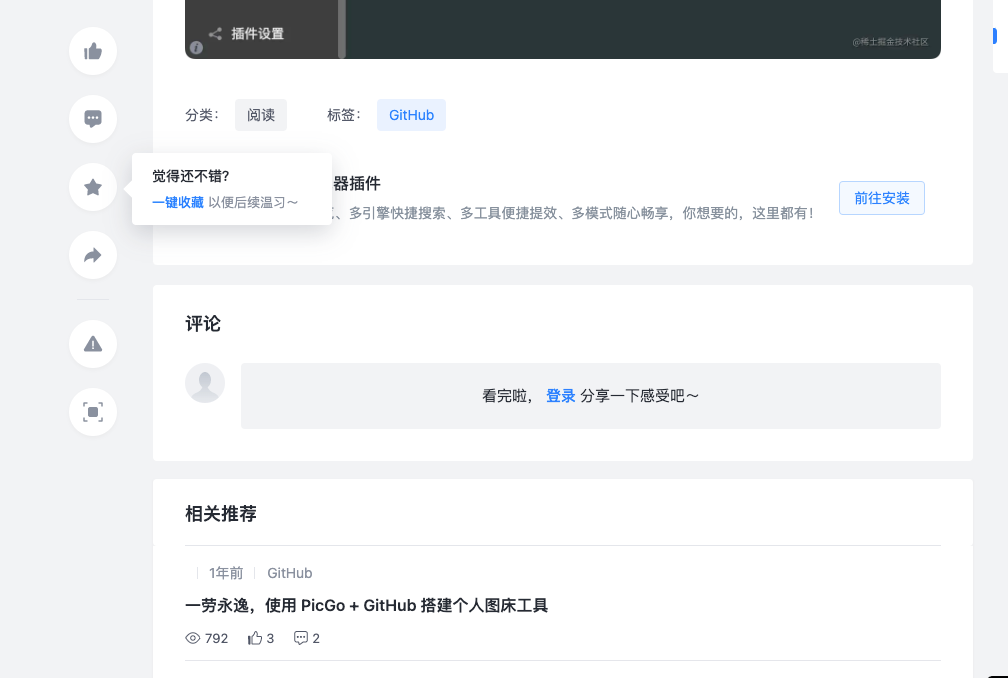 插件设置
@稀土掘金技术社区
分类：
阅读
标签：
GitHub
觉得还不错?
一键收藏 以便后续温习～
器插件
、多引擎快捷搜索、多工具便捷提效、多模式随心畅享，你想要的，这里都有！
前往安装
评论
看完啦， 登录 分享一下感受吧～
相关推荐
1年前
GitHub
一劳永逸，使用 PicGo + GitHub 搭建个人图床工具
792
3
2